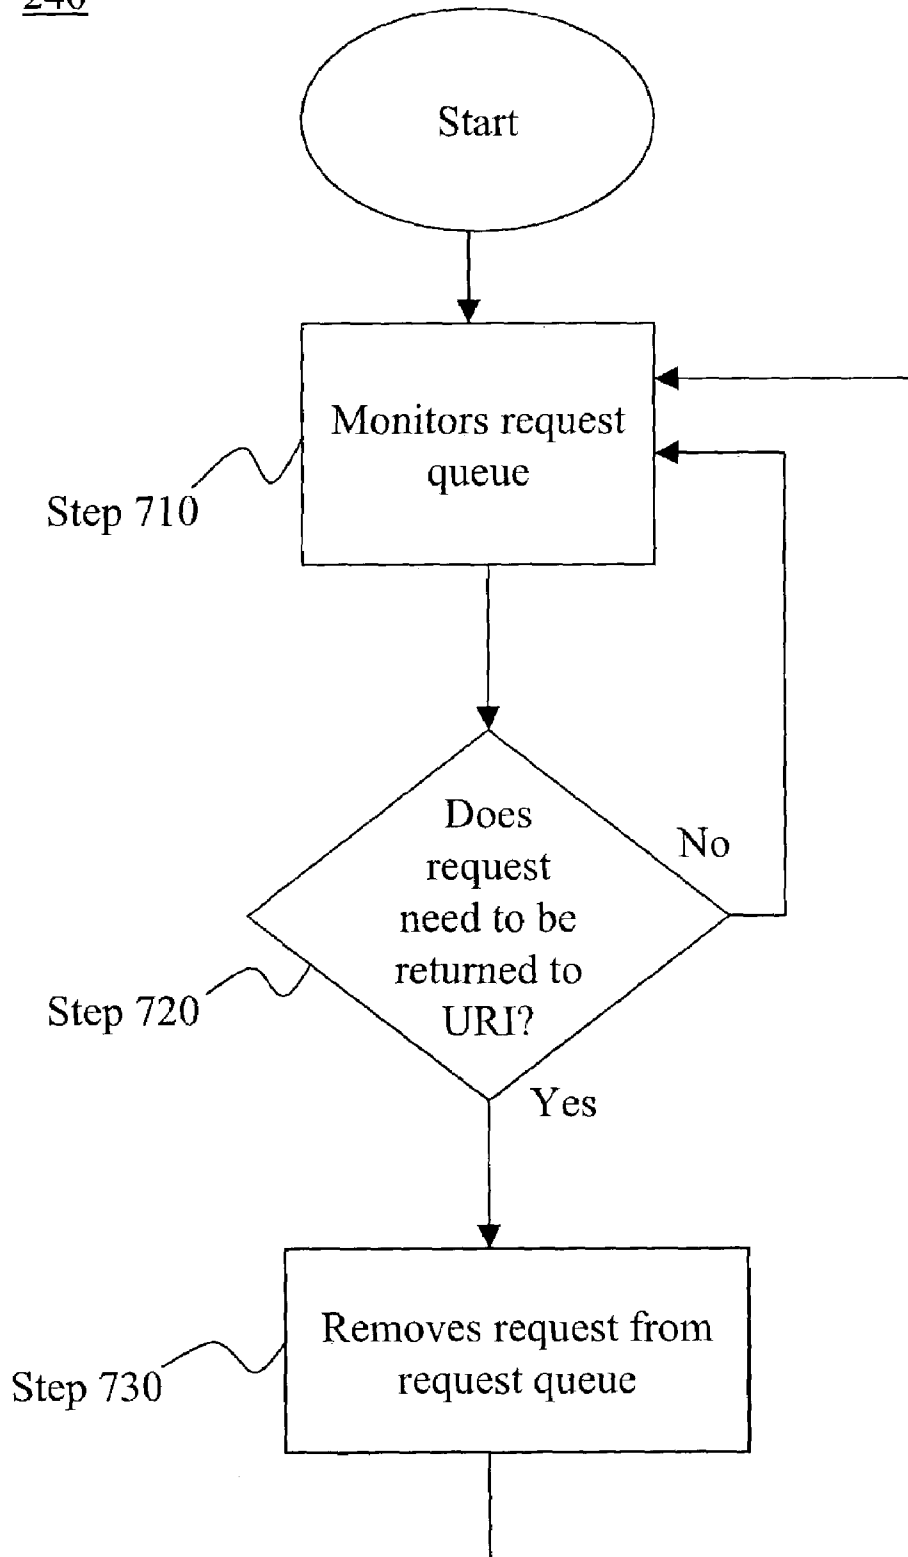 Start
Monitors request
queue
Step 710
Does
request
need to be
returned to
URI?
No
Step 720
Yes
Removes request from
request queue
Step 730